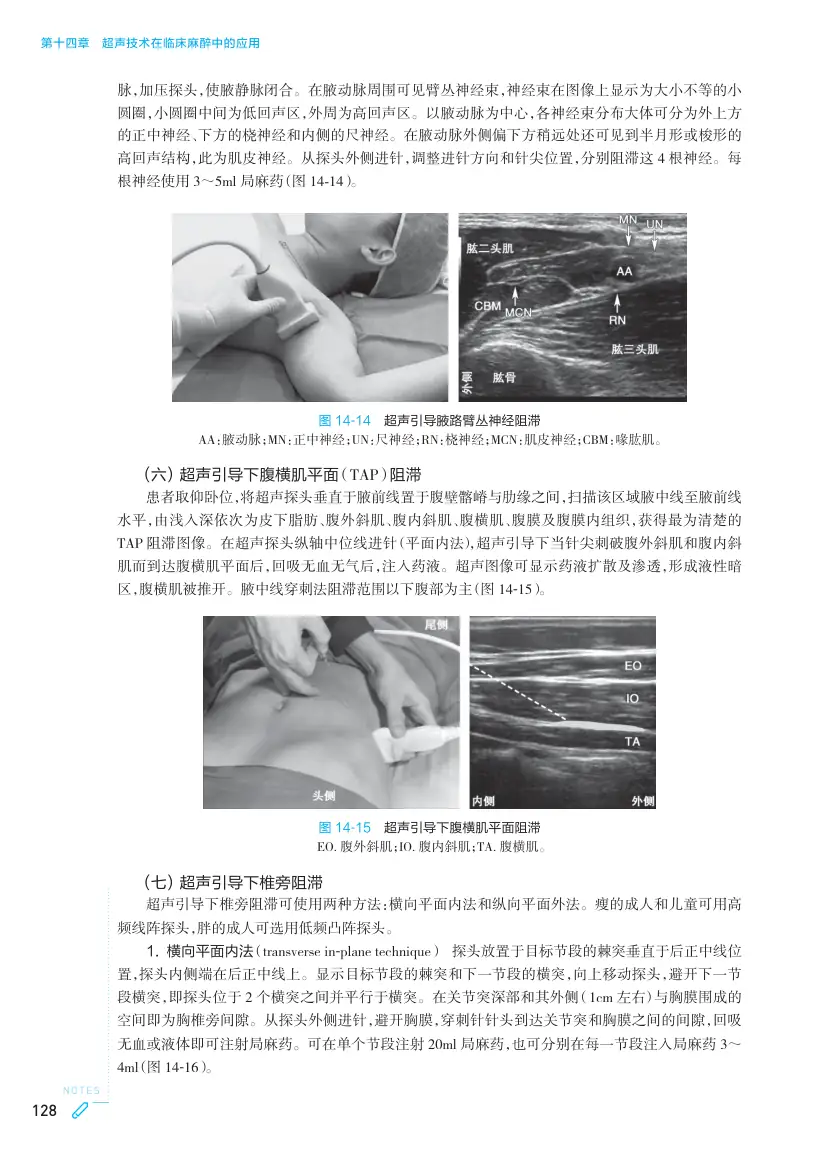 第十四章　超声技术在临床麻醉中的应用
脉,加压探头,使腋静脉闭合。在腋动脉周围可见臂丛神经束,神经束在图像上显示为大小不等的小
圆圈,小圆圈中间为低回声区,外周为高回声区。以腋动脉为中心,各神经束分布大体可分为外上方
的正中神经、下方的桡神经和内侧的尺神经。在腋动脉外侧偏下方稍远处还可见到半月形或梭形的
高回声结构,此为肌皮神经。从探头外侧进针,调整进针方向和针尖位置,分别阻滞这 4 根神经。每
根神经使用 3～5ml 局麻药(图 14-14)。
MN
UN
肱二头肌
AA
CBM
MCN
RN
肱三头肌
外侧
肱骨
图 14-14　超声引导腋路臂丛神经阻滞
AA:腋动脉;MN:正中神经;UN:尺神经;RN:桡神经;MCN:肌皮神经;CBM:喙肱肌。
(六) 超声引导下腹横肌平面(TAP)阻滞
患者取仰卧位,将超声探头垂直于腋前线置于腹壁髂嵴与肋缘之间,扫描该区域腋中线至腋前线
水平,由浅入深依次为皮下脂肪、腹外斜肌、腹内斜肌、腹横肌、腹膜及腹膜内组织,获得最为清楚的
TAP 阻滞图像。在超声探头纵轴中位线进针(平面内法),超声引导下当针尖刺破腹外斜肌和腹内斜
肌而到达腹横肌平面后,回吸无血无气后,注入药液。超声图像可显示药液扩散及渗透,形成液性暗
区,腹横肌被推开。腋中线穿刺法阻滞范围以下腹部为主(图 14-15)。
尾侧
头侧
EO
IO
TA
内侧
外侧
图 14-15　超声引导下腹横肌平面阻滞
EO. 腹外斜肌;IO. 腹内斜肌;TA. 腹横肌。
(七) 超声引导下椎旁阻滞
超声引导下椎旁阻滞可使用两种方法:横向平面内法和纵向平面外法。瘦的成人和儿童可用高
频线阵探头,胖的成人可选用低频凸阵探头。
1. 横向平面内法(transverse in-plane technique)　探头放置于目标节段的棘突垂直于后正中线位
置,探头内侧端在后正中线上。显示目标节段的棘突和下一节段的横突,向上移动探头,避开下一节
段横突,即探头位于 2 个横突之间并平行于横突。在关节突深部和其外侧(1cm 左右)与胸膜围成的
空间即为胸椎旁间隙。从探头外侧进针,避开胸膜,穿刺针针头到达关节突和胸膜之间的间隙,回吸
无血或液体即可注射局麻药。可在单个节段注射 20ml 局麻药,也可分别在每一节段注入局麻药 3～
4ml(图 14-16)。
NOTES
128